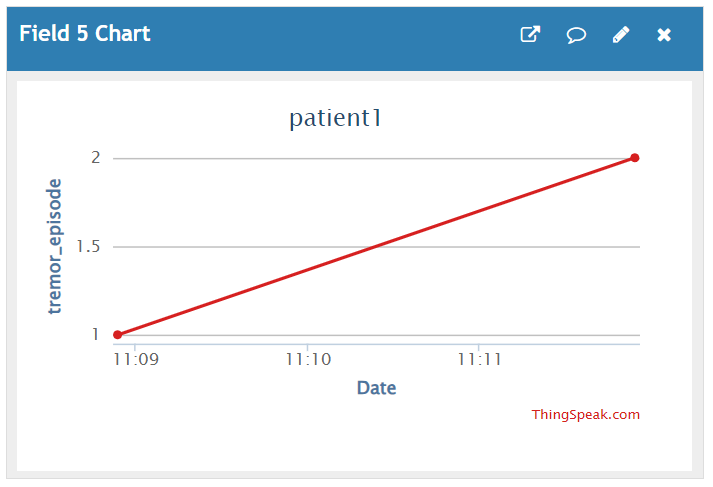 Field 5 Chart
patient1
tremor_episode
2
1.5
1
11:09 11:10 11:11
Date
ThingSpeak.com